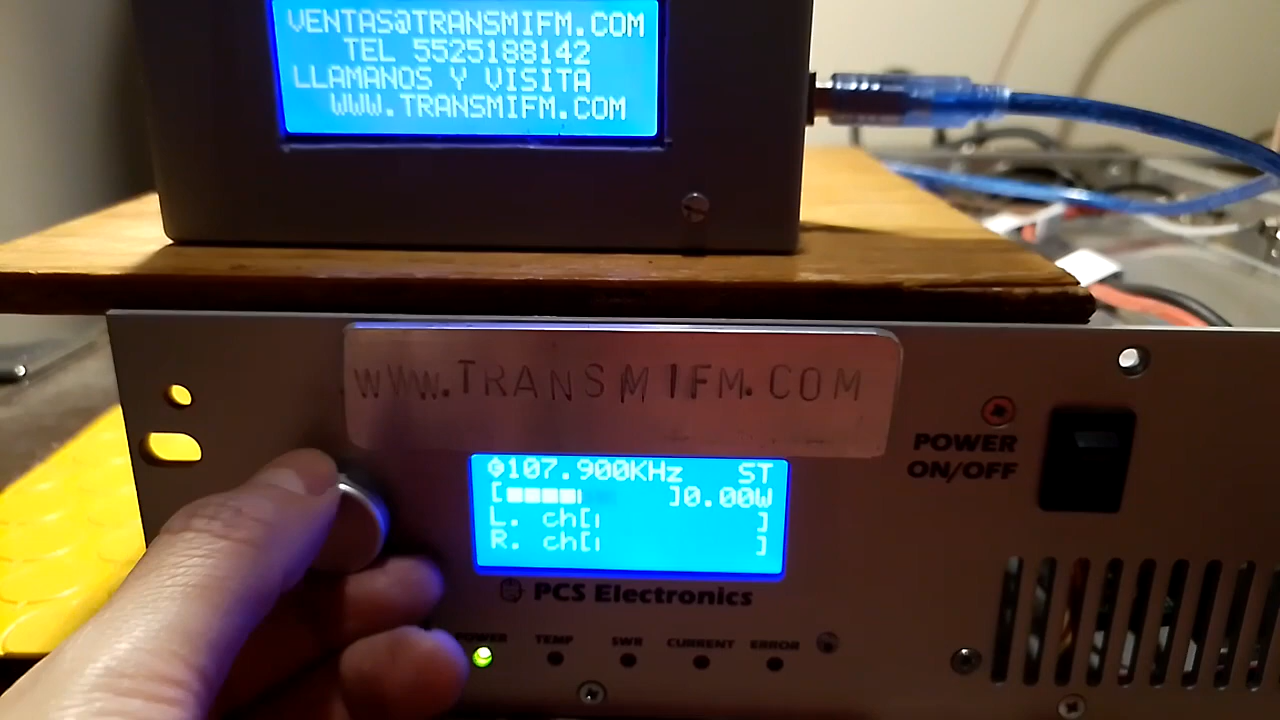 VENTAS@TRANSMIFM.COM
TEL 5525188142
LLAMANOS Y VISITA
WWW.TRANSMIFM.COM
WWW.TRANSMIFM.COM
POWER
ON/OFF
107.900KHz ST
[ ]0.00W
L. ch[ ]
R. ch[ ]
PCS Electronics
POWER TEMP SWR CURRENT ERROR